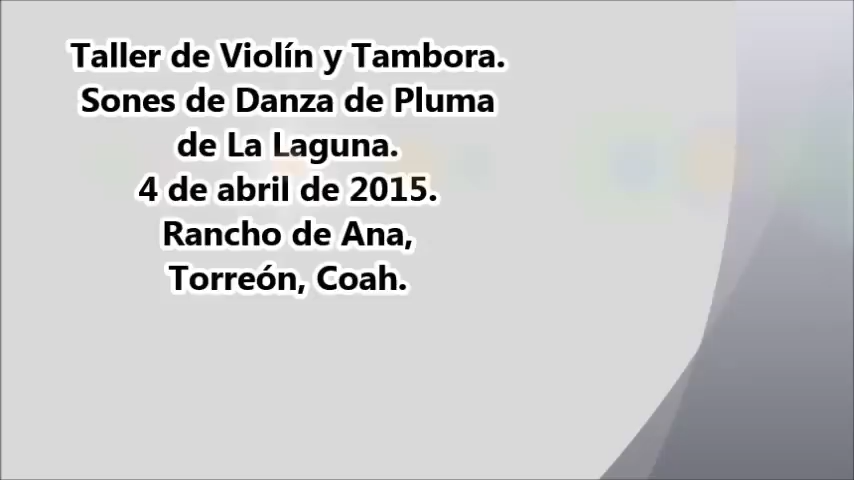 Taller de Violín y Tambora.
Sones de Danza de Pluma
de La Laguna.
4 de abril de 2015.
Rancho de Ana,
Torreón, Coah.